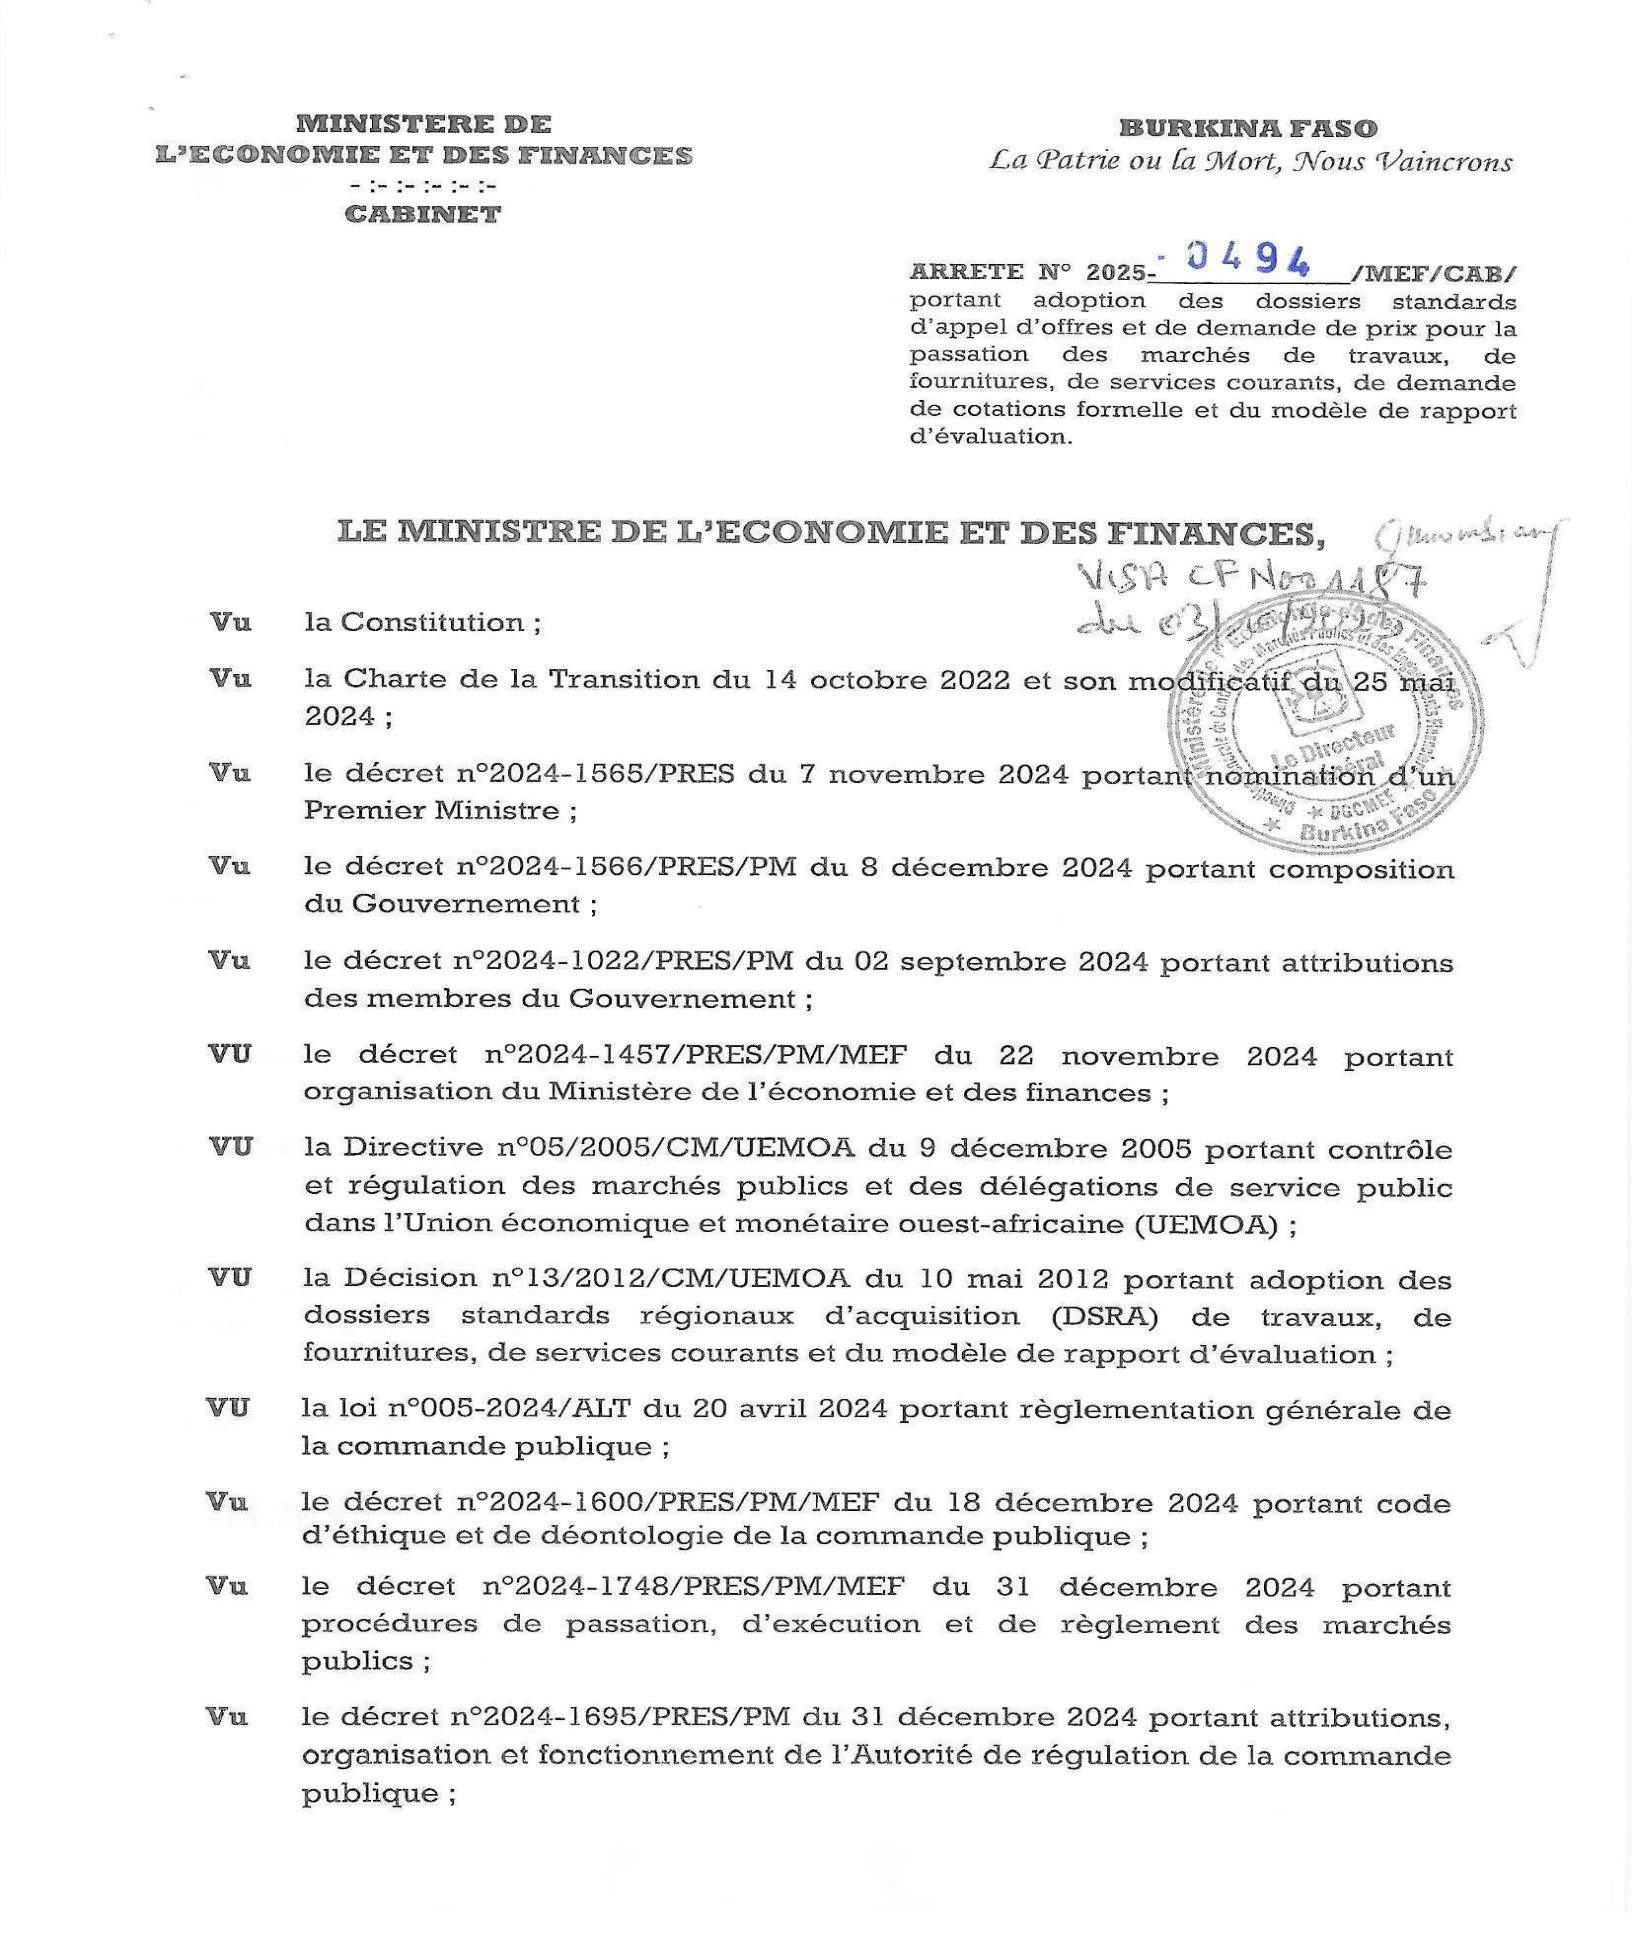 MINISTERE DE
L'ECONOMIE ET DES FINANCES
- :- :- :- :- :-
CABINET
BURKINA FASO
La Patrie ou la Mort, Nous Vaincrons
ARRETE N° 2025- 0494 /MEF/CAB/
portant adoption des dossiers standards
d'appel d'offres et de demande de prix pour la
passation des marchés de travaux, de
fournitures, de services courants, de demande
de cotations formelle et du modèle de rapport
d'évaluation.
LE MINISTRE DE L'ECONOMIE ET DES FINANCES,
VISA CF N
du 03/
Vu la Constitution ;
Vu la Charte de la Transition du 14 octobre 2022 et son modificatif du 25 mai
2024 ;
Vu le décret n°2024-1565/PRES du 7 novembre 2024 portant nomination d'un
Premier Ministre ;
Le Directeur
Général
DGCMEF
Burkina Faso
Vu le décret n°2024-1566/PRES/PM du 8 décembre 2024 portant composition
du Gouvernement ;
Vu le décret n°2024-1022/PRES/PM du 02 septembre 2024 portant attributions
des membres du Gouvernement ;
VU le décret n°2024-1457/PRES/PM/MEF du 22 novembre 2024 portant
organisation du Ministère de l'économie et des finances ;
VU la Directive n°05/2005/CM/UEMOA du 9 décembre 2005 portant contrôle
et régulation des marchés publics et des délégations de service public
dans l'Union économique et monétaire ouest-africaine (UEMOA) ;
VU la Décision n°13/2012/CM/UEMOA du 10 mai 2012 portant adoption des
dossiers standards régionaux d'acquisition (DSRA) de travaux, de
fournitures, de services courants et du modèle de rapport d'évaluation ;
VU la loi n°005-2024/ALT du 20 avril 2024 portant règlementation générale de
la commande publique ;
Vu le décret n°2024-1600/PRES/PM/MEF du 18 décembre 2024 portant code
d'éthique et de déontologie de la commande publique ;
Vu le décret n°2024-1748/PRES/PM/MEF du 31 décembre 2024 portant
procédures de passation, d'exécution et de règlement des marchés
publics ;
Vu le décret n°2024-1695/PRES/PM du 31 décembre 2024 portant attributions,
organisation et fonctionnement de l'Autorité de régulation de la commande
publique ;